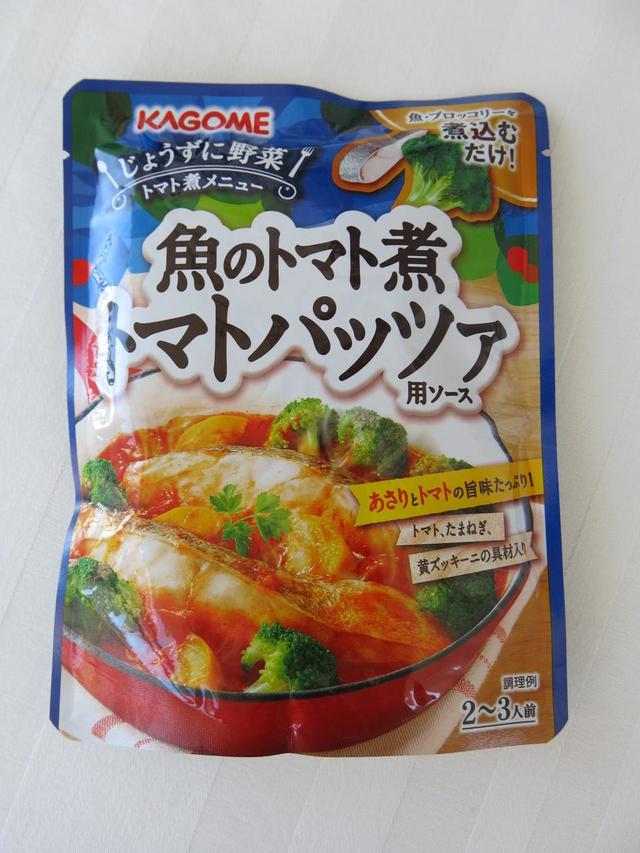 KAGOME
じょうずに野菜
トマト煮メニュー
魚・ブロッコリーを
煮込む
だけ!
魚のトマト煮
トマトパッツァ
用ソース
あさりとトマトの旨味たっぷり!
トマト、たまねぎ、
黄ズッキーニの具材入り
調理例
2～3人前